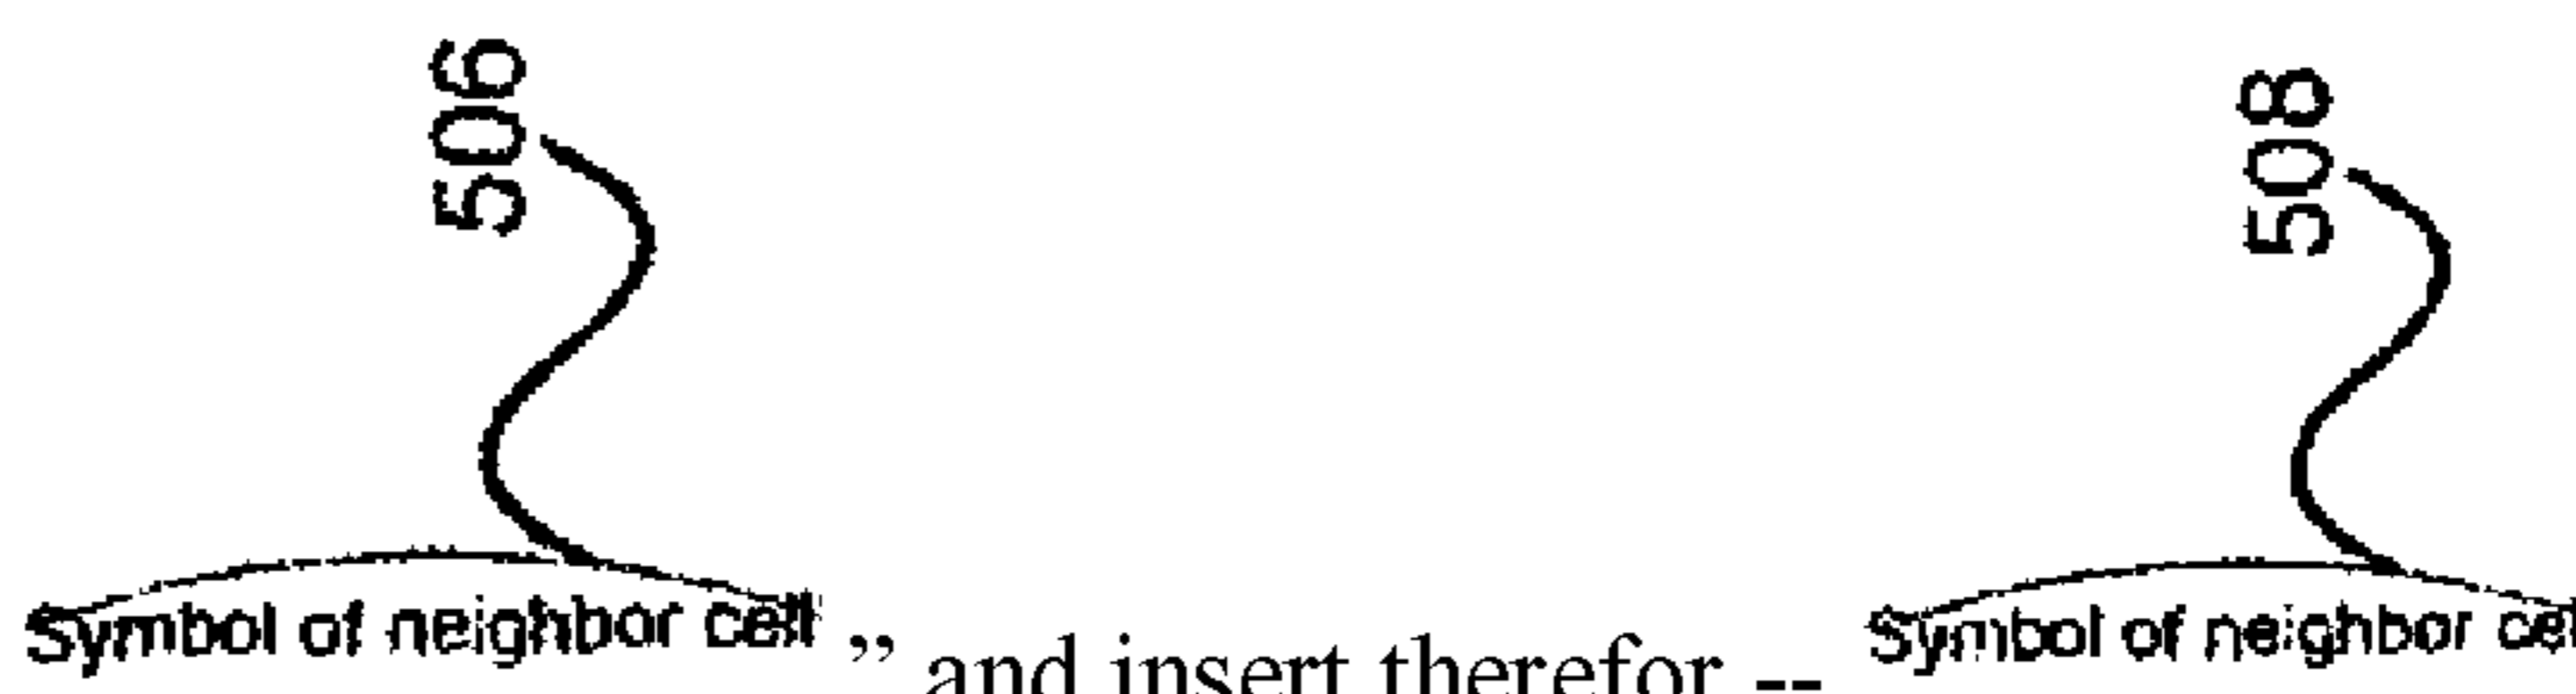 506
508
Symbol of neighbor cell ” and insert therefor -- Symbol of neighbor cel